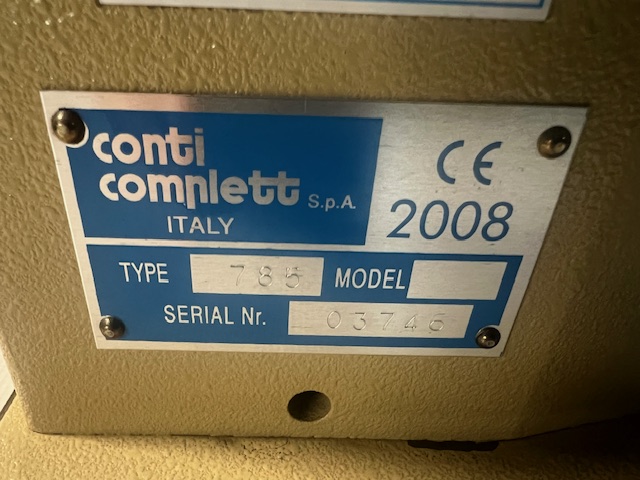 conti
complett S.p.A.
ITALY
CE
2008
TYPE 785 MODEL
SERIAL Nr. 03746